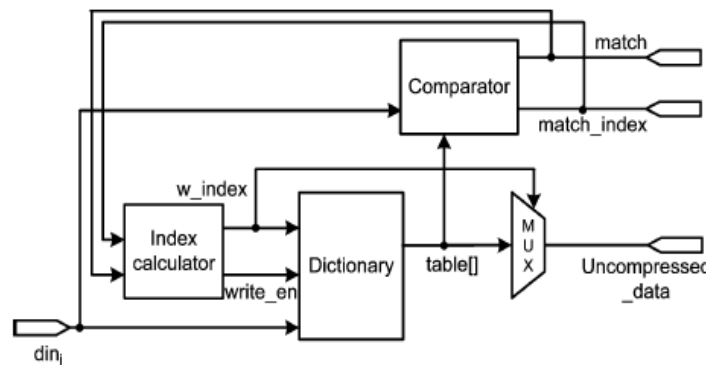 match
Comparator
match_index
w_index
Index
calculator
write_en
Dictionary
table[]
M
U
X
Uncompressed
_data
dinᵢ